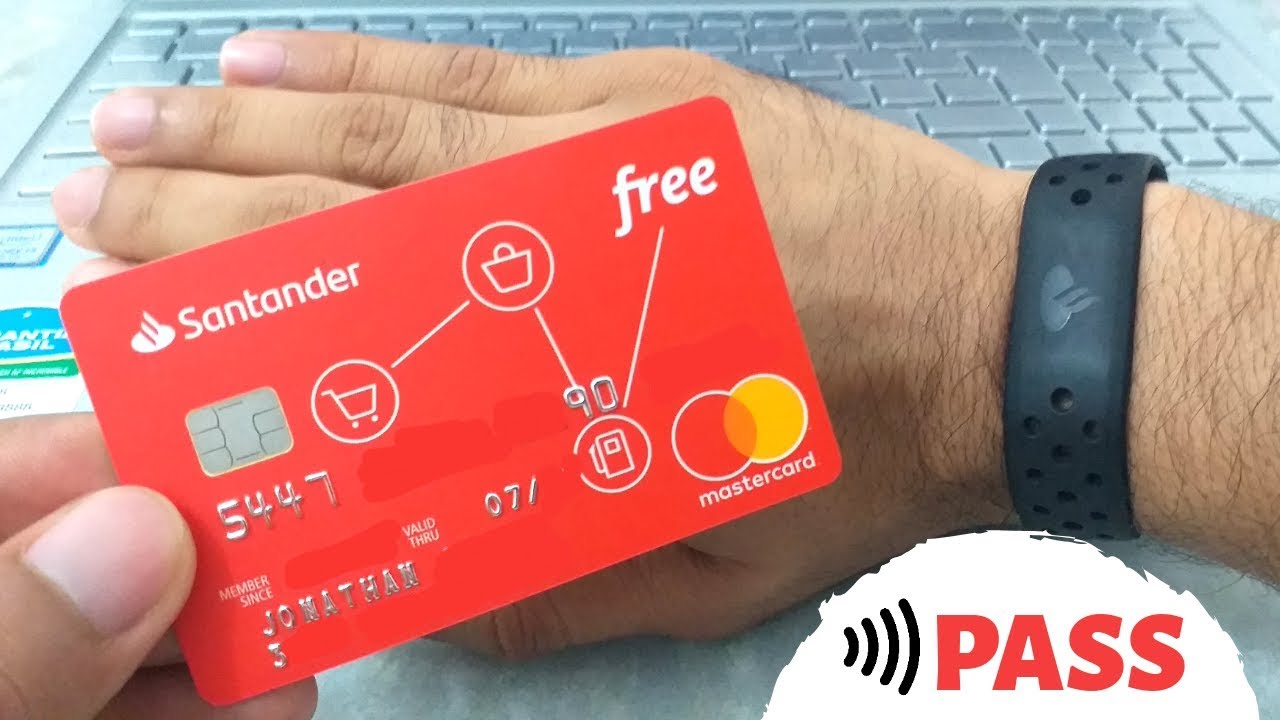 free
Santander
90
5447
07/
VALID
THRU
mastercard
MEMBER
SINCE
JONATHAN
S
PASS